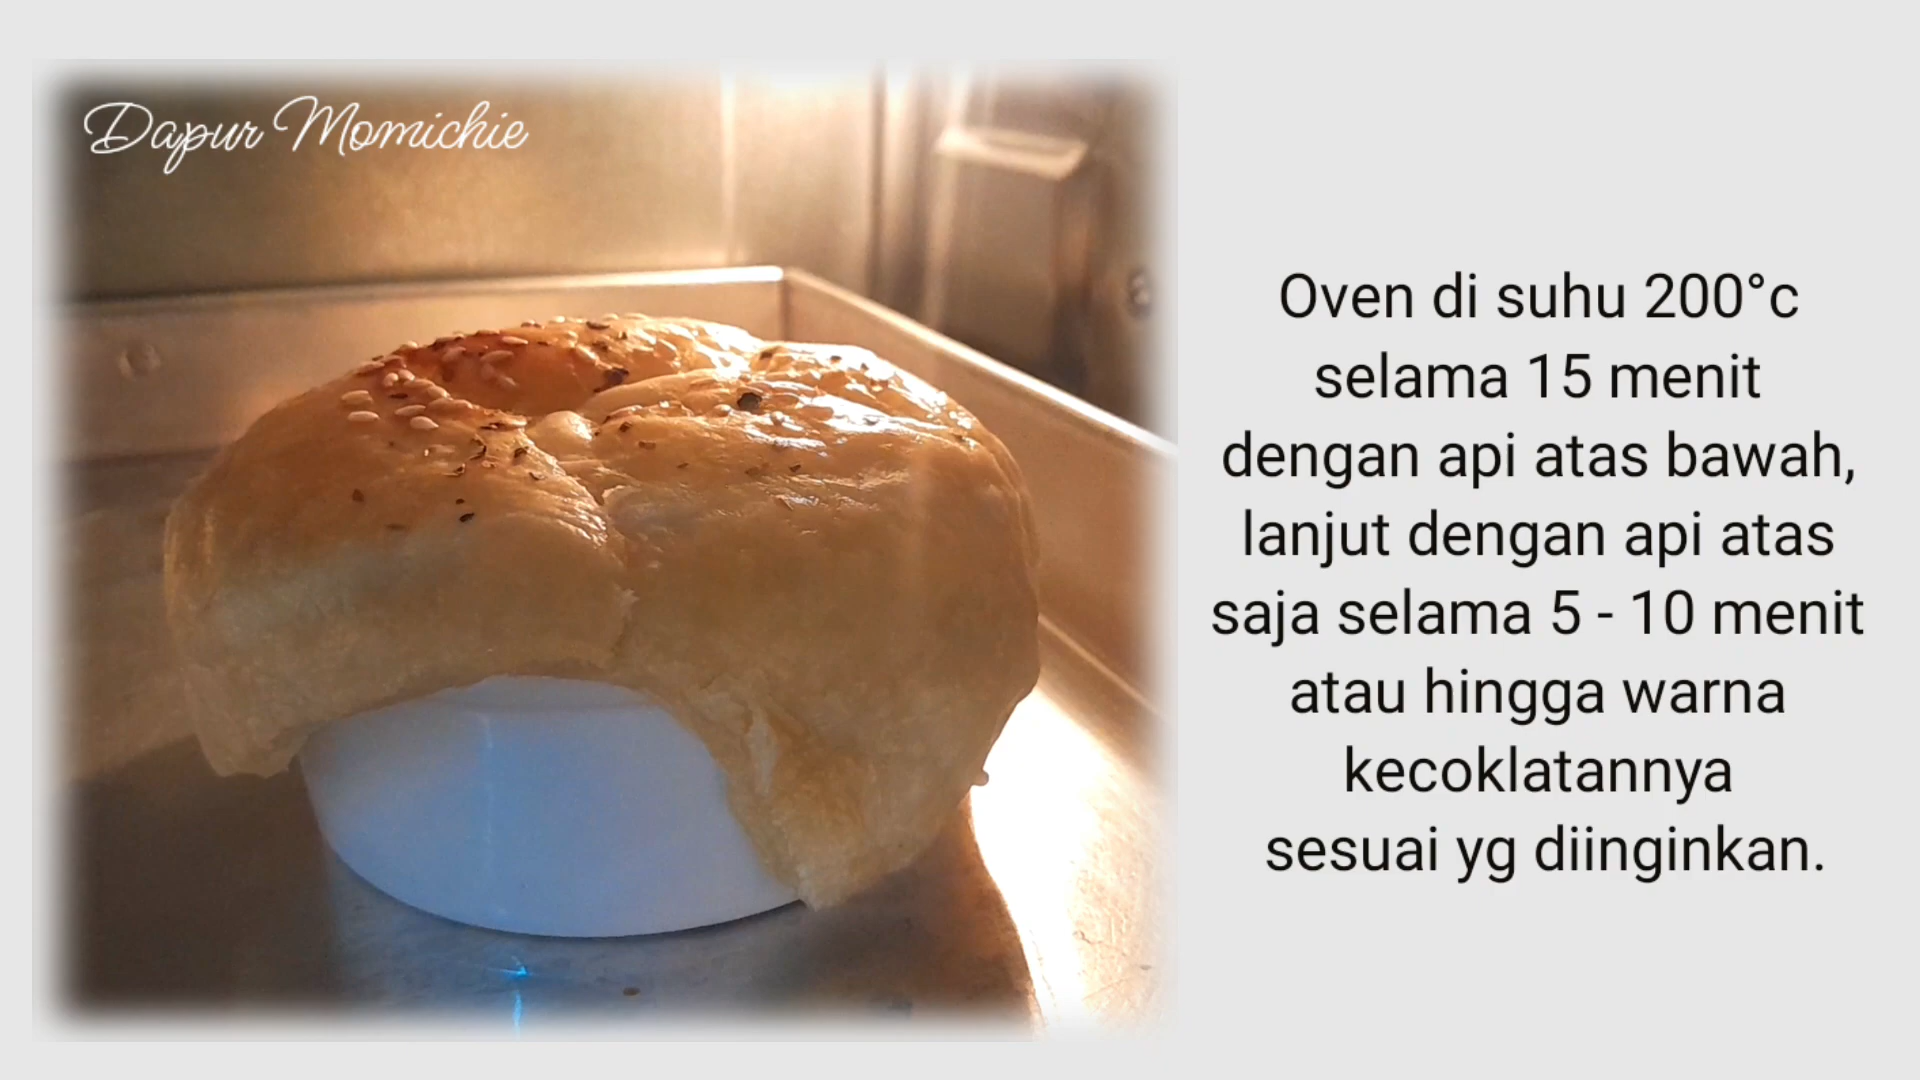 Dapur Momichie
Oven di suhu 200°c
selama 15 menit
dengan api atas bawah,
lanjut dengan api atas
saja selama 5 - 10 menit
atau hingga warna
kecoklatannya
sesuai yg diinginkan.